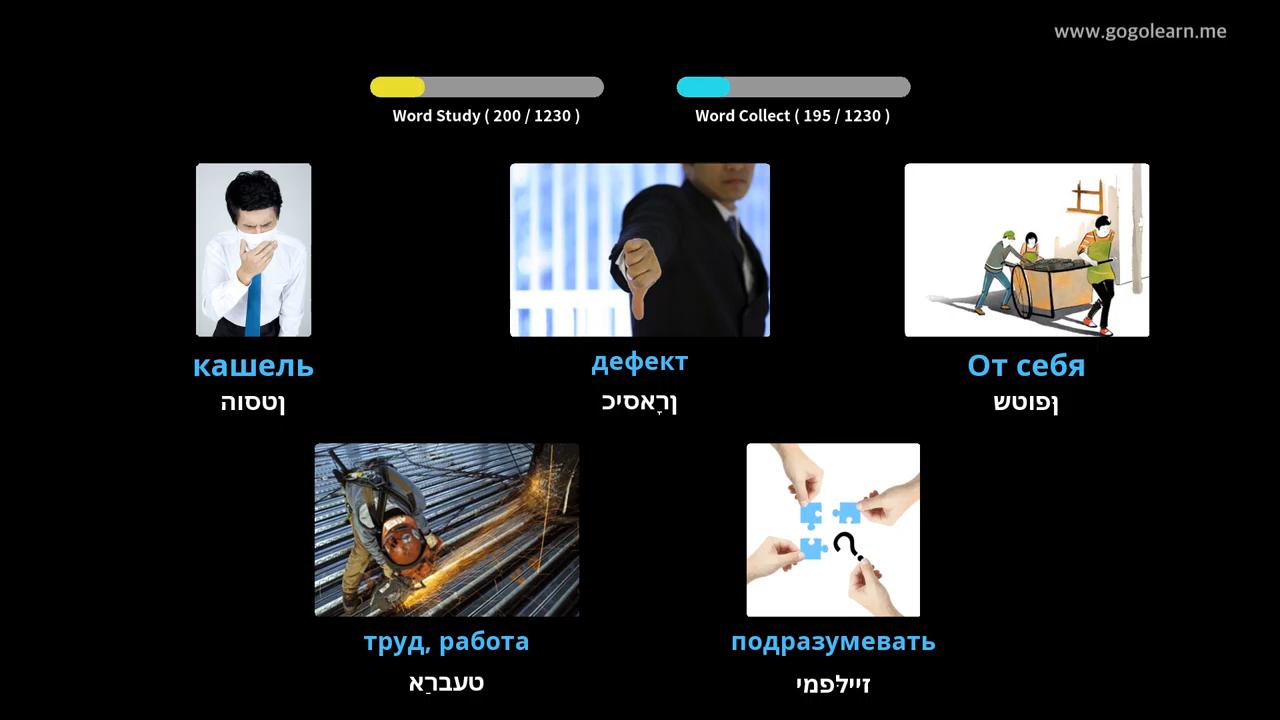 www.gogolearn.me
Word Study ( 200 / 1230 )
Word Collect ( 195 / 1230 )
кашель
ןטסוה
дефект
ןרָאסיכ
От себя
ןּפוטש
труд, работа
טעברַא
подразумевать
זיילּפמי